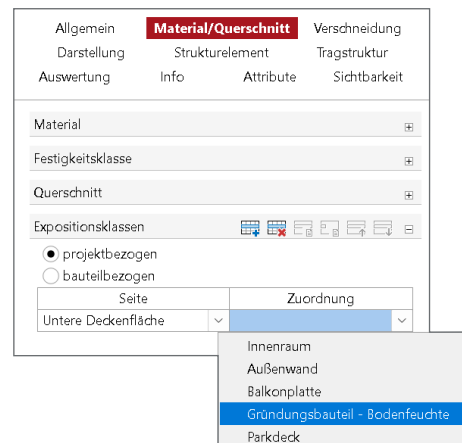 Allgemein Material/Querschnitt Verschneidung
Darstellung Strukturelement Tragstruktur
Auswertung Info Attribute Sichtbarkeit
Material
Festigkeitsklasse
Querschnitt
Expositionsklassen
projektbezogen
bauteilbezogen
Seite Zuordnung
Untere Deckenfläche
Innenraum
Außenwand
Balkonplatte
Gründungsbauteil - Bodenfeuchte
Parkdeck